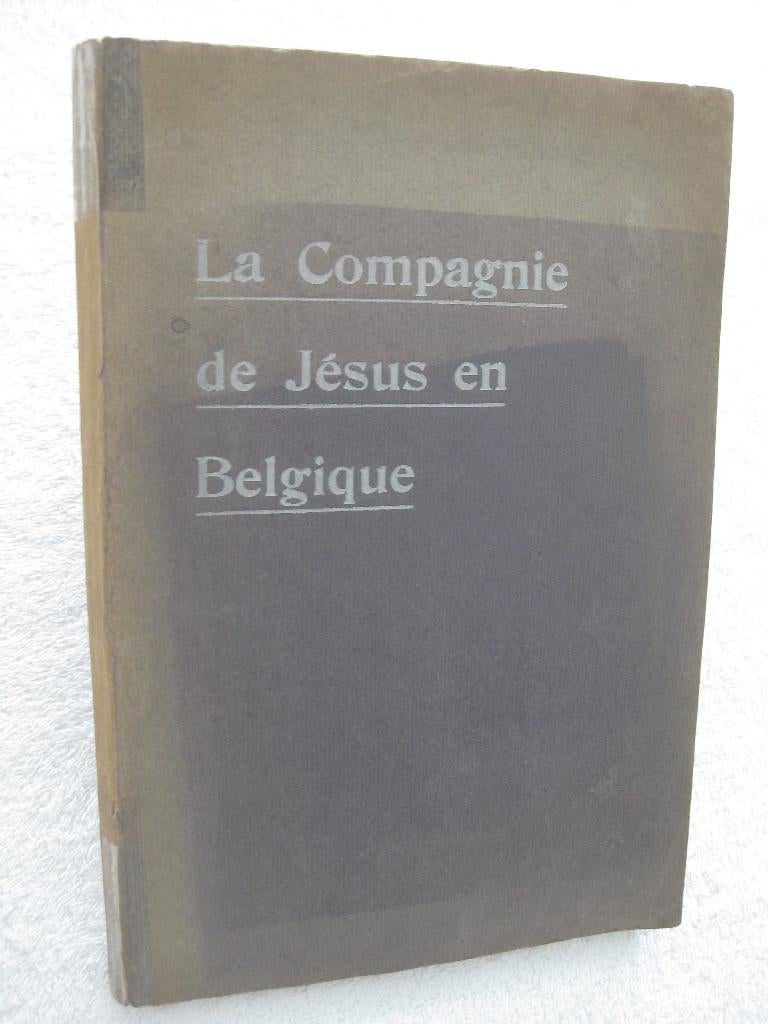 La Compagnie
de Jésus en
Belgique